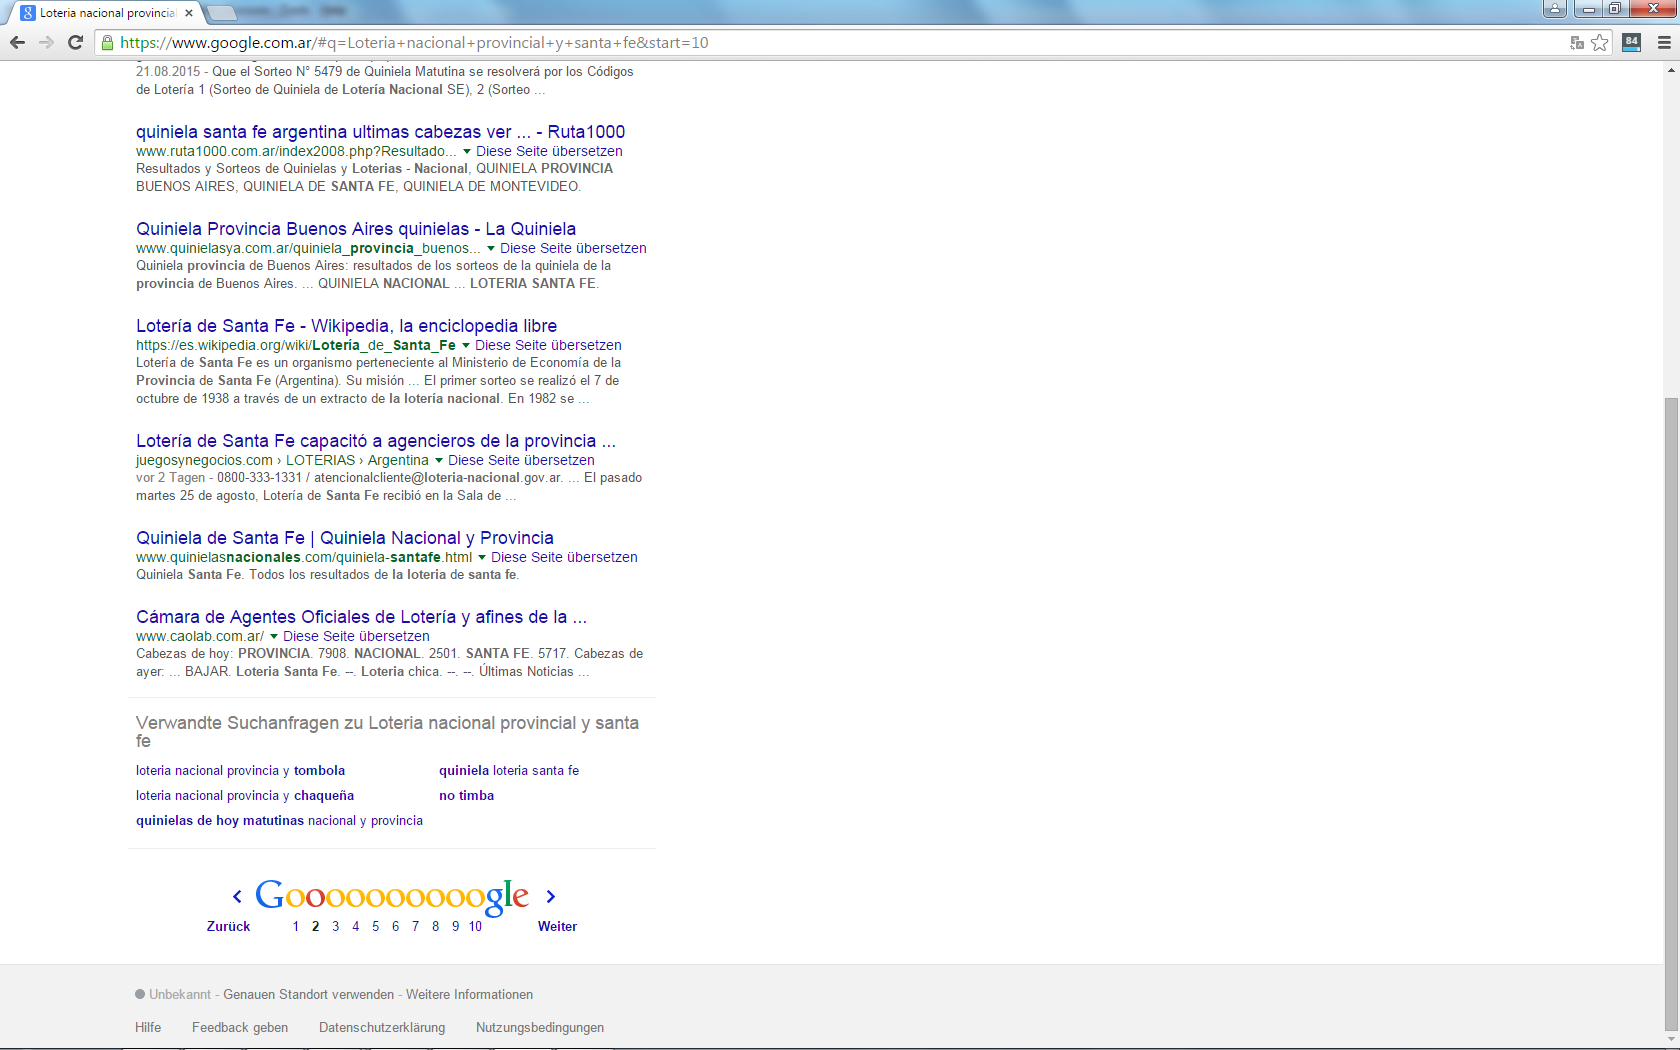 Loteria nacional provincial
https://www.google.com.ar/#q=Loteria+nacional+provincial+y+santa+fe&start=10
84
21.08.2015 - Que el Sorteo N° 5479 de Quiniela Matutina se resolverá por los Códigos
de Lotería 1 (Sorteo de Quiniela de Lotería Nacional SE), 2 (Sorteo ...
quiniela santa fe argentina ultimas cabezas ver ... - Ruta1000
www.ruta1000.com.ar/index2008.php?Resultado... Diese Seite übersetzen
Resultados y Sorteos de Quinielas y Loterias - Nacional, QUINIELA PROVINCIA
BUENOS AIRES, QUINIELA DE SANTA FE, QUINIELA DE MONTEVIDEO.
Quiniela Provincia Buenos Aires quinielas - La Quiniela
www.quinielasya.com.ar/quiniela_provincia_buenos... Diese Seite übersetzen
Quiniela provincia de Buenos Aires: resultados de los sorteos de la quiniela de la
provincia de Buenos Aires. ... QUINIELA NACIONAL ... LOTERIA SANTA FE.
Lotería de Santa Fe - Wikipedia, la enciclopedia libre
https://es.wikipedia.org/wiki/Lotería_de_Santa_Fe Diese Seite übersetzen
Lotería de Santa Fe es un organismo perteneciente al Ministerio de Economía de la
Provincia de Santa Fe (Argentina). Su misión ... El primer sorteo se realizó el 7 de
octubre de 1938 a través de un extracto de la lotería nacional. En 1982 se ...
Lotería de Santa Fe capacitó a agencieros de la provincia ...
juegosynegocios.com › LOTERIAS › Argentina Diese Seite übersetzen
vor 2 Tagen - 0800-333-1331 / atencionalcliente@loteria-nacional.gov.ar. ... El pasado
martes 25 de agosto, Lotería de Santa Fe recibió en la Sala de ...
Quiniela de Santa Fe | Quiniela Nacional y Provincia
www.quinielasnacionales.com/quiniela-santafe.html Diese Seite übersetzen
Quiniela Santa Fe. Todos los resultados de la loteria de santa fe.
Cámara de Agentes Oficiales de Lotería y afines de la ...
www.caolab.com.ar/ Diese Seite übersetzen
Cabezas de hoy: PROVINCIA. 7908. NACIONAL. 2501. SANTA FE. 5717. Cabezas de
ayer: ... BAJAR. Loteria Santa Fe. --. Loteria chica. --. --. Últimas Noticias ...
Verwandte Suchanfragen zu Loteria nacional provincial y santa
fe
loteria nacional provincia y tombola
quiniela loteria santa fe
loteria nacional provincia y chaqueña
no timba
quinielas de hoy matutinas nacional y provincia
Goooooooooogle
Zurück 1 2 3 4 5 6 7 8 9 10 Weiter
Unbekannt - Genauen Standort verwenden - Weitere Informationen
Hilfe Feedback geben Datenschutzerklärung Nutzungsbedingungen